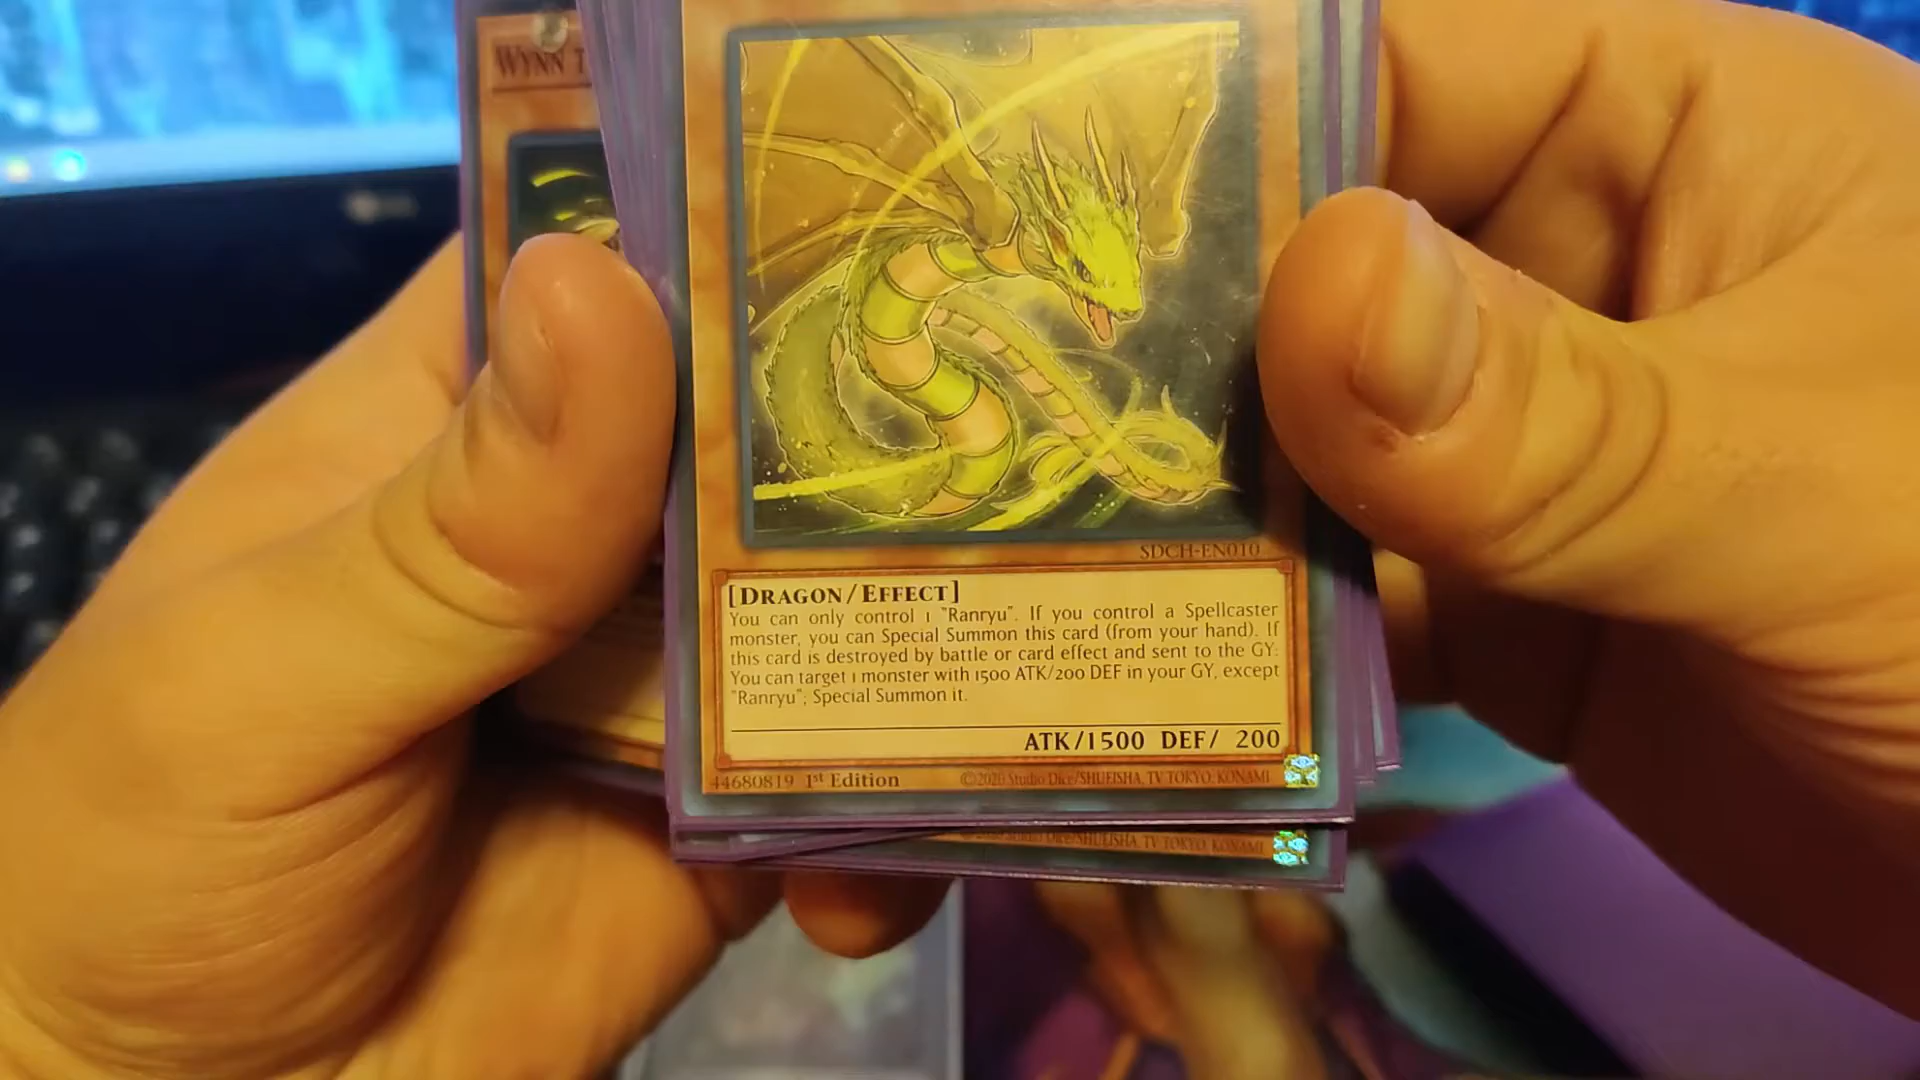 WYNN T
SDCH-EN010
[DRAGON/EFFECT]
You can only control 1 "Ranryu". If you control a Spellcaster
monster, you can Special Summon this card (from your hand). If
this card is destroyed by battle or card effect and sent to the GY:
You can target 1 monster with 1500 ATK/200 DEF in your GY, except
"Ranryu"; Special Summon it.
ATK/1500 DEF/ 200
44680819 1st Edition ©2020 Studio Dice/SHUEISHA, TV TOKYO, KONAMI
©2020 Studio Dice/SHUEISHA, TV TOKYO, KONAMI